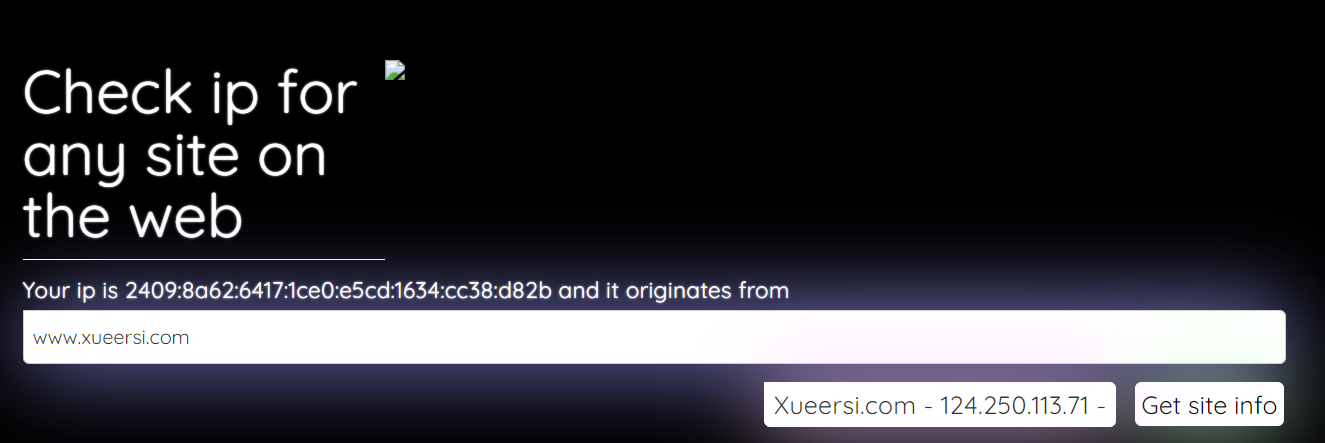 Check ip for
any site on
the web
Your ip is 2409:8a62:6417:1ce0:e5cd:1634:cc38:d82b and it originates from
www.xueersi.com
Xueersi.com - 124.250.113.71 -
Get site info